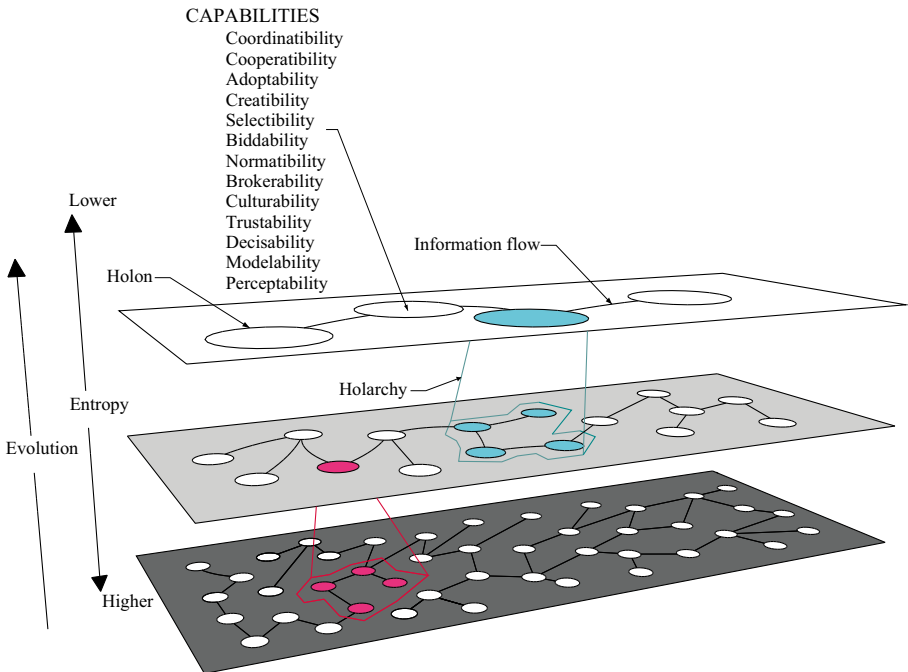 CAPABILITIES
Coordinatibility
Cooperatibility
Adoptability
Creatibility
Selectibility
Biddability
Normatibility
Brokerability
Culturability
Trustability
Decisability
Modelability
Perceptability
Lower
Information flow
Holon
Holarchy
Entropy
Evolution
Higher